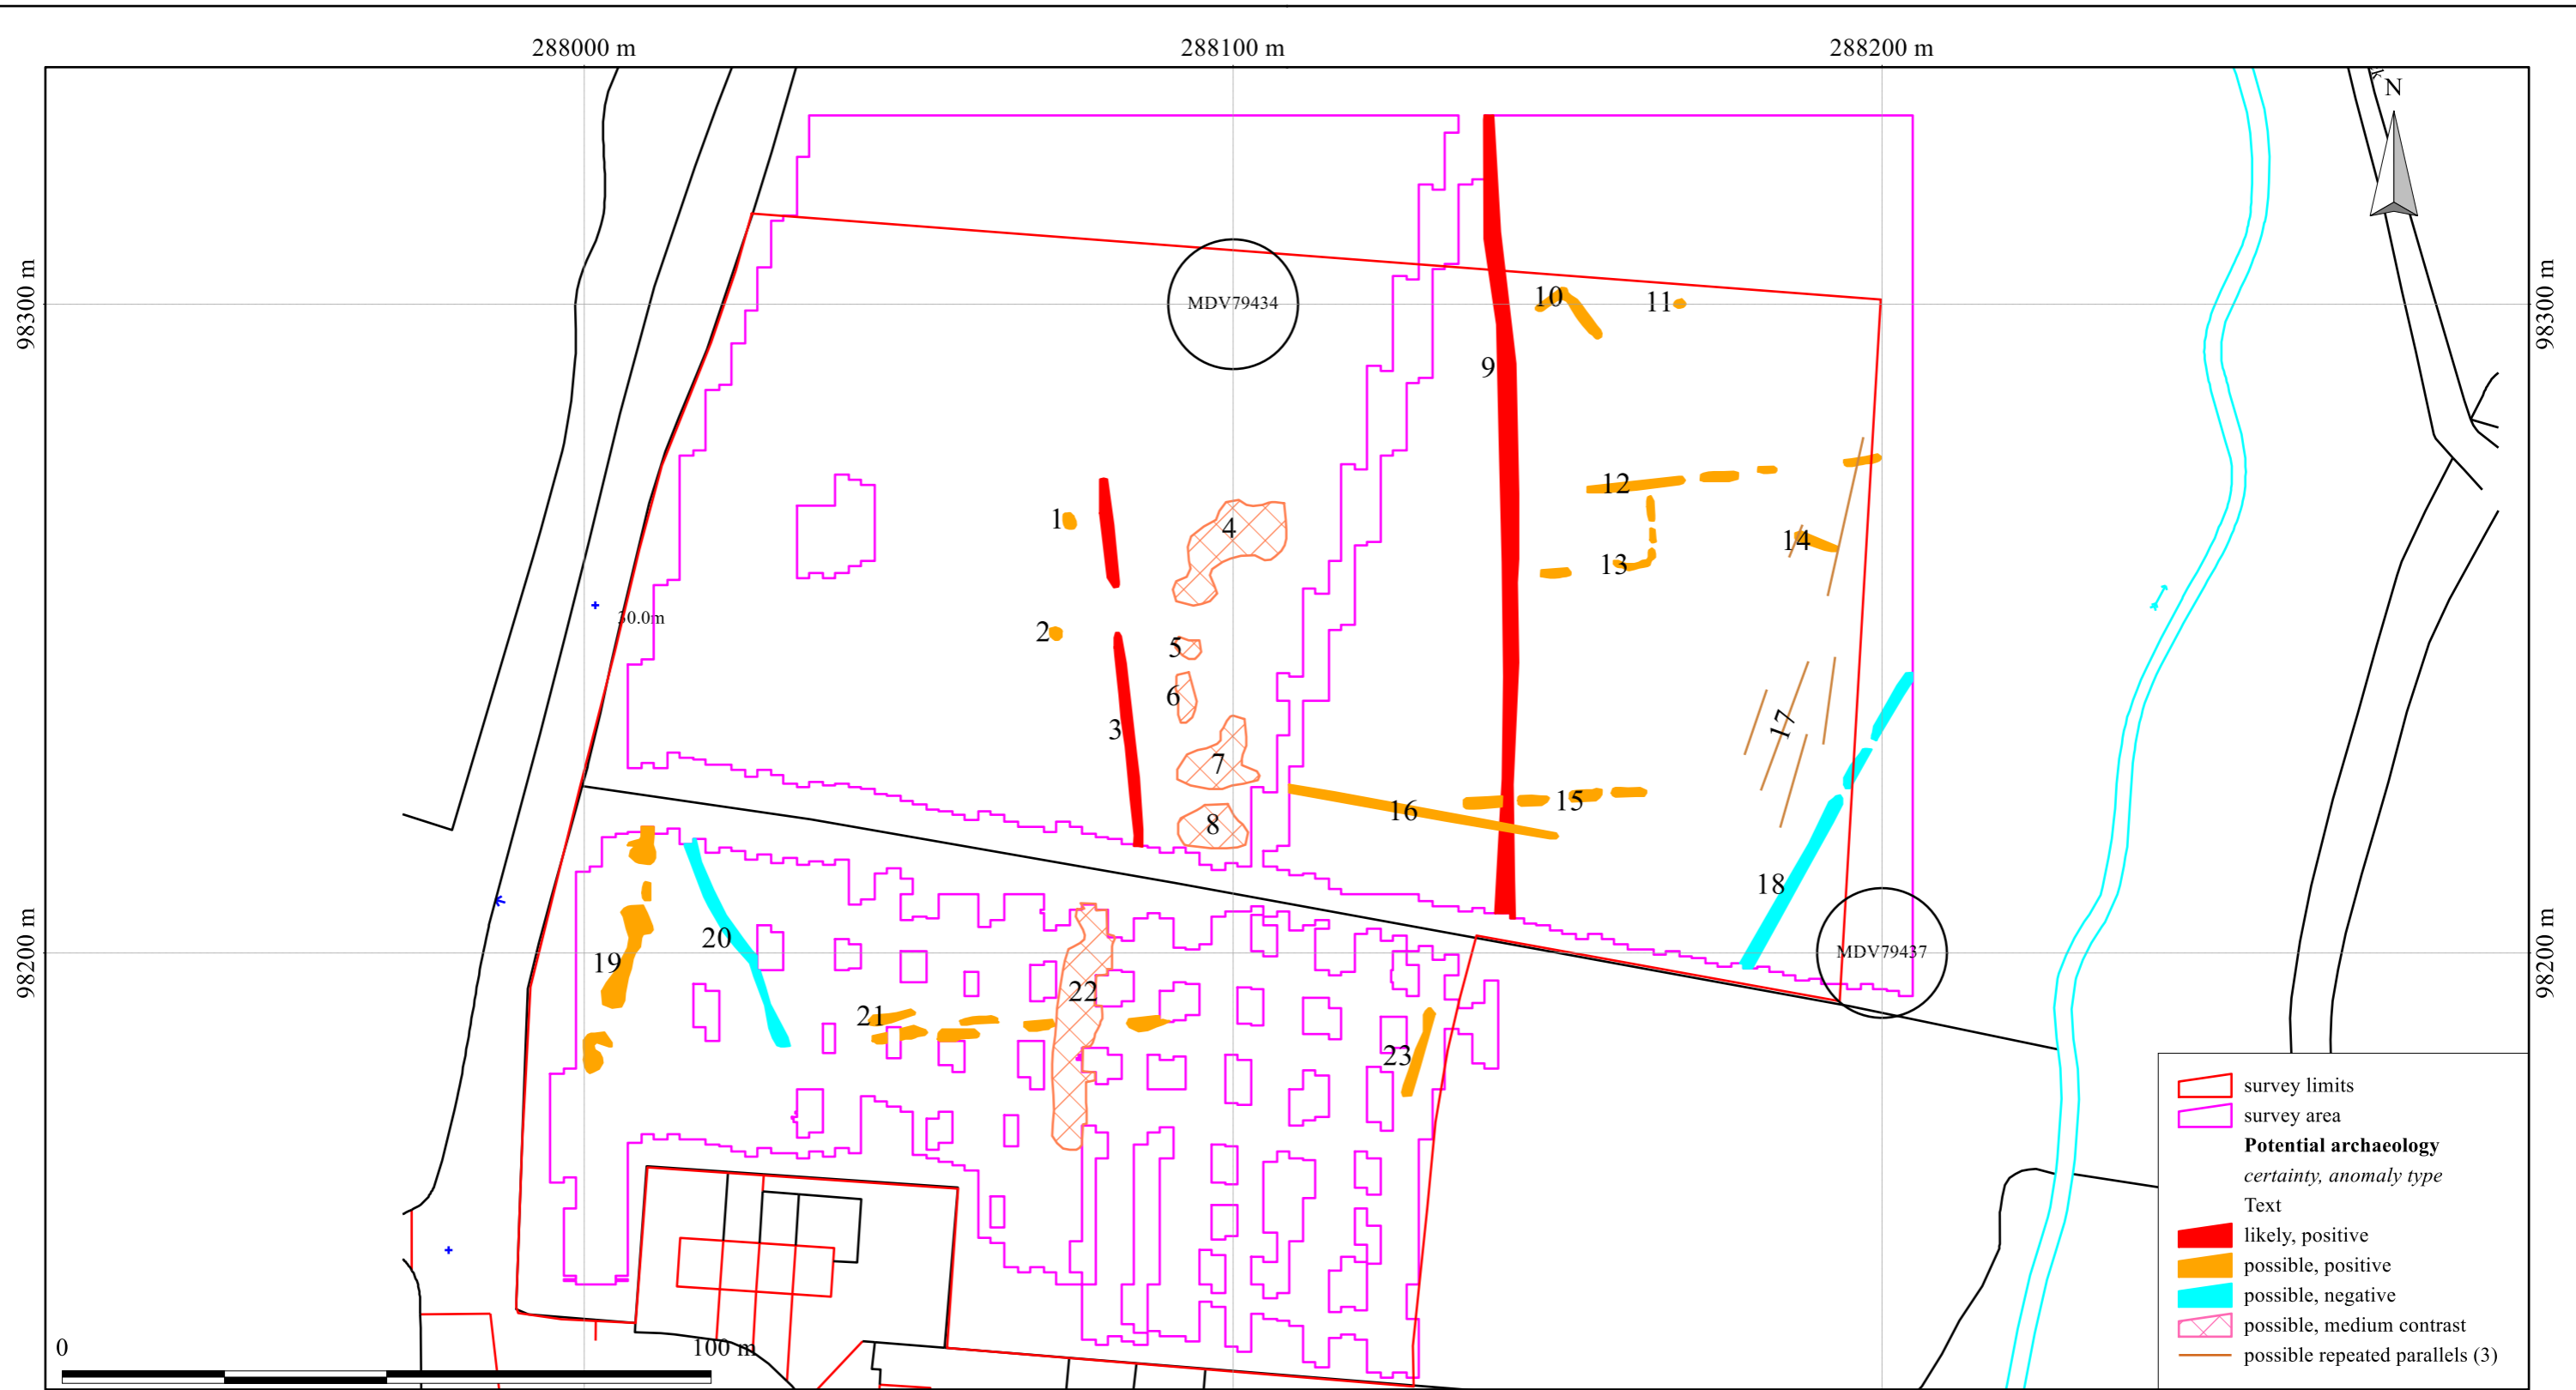 288000 m
288100 m
288200 m
N
k
98300 m
98300 m
MDV79434
10
11
9
12
1
4
14
13
30.0m
2
5
6
17
3
7
16
15
8
18
20
MDV79437
98200 m
98200 m
19
22
21
23
survey limits
survey area
Potential archaeology
certainty, anomaly type
Text
likely, positive
possible, positive
possible, negative
possible, medium contrast
possible repeated parallels (3)
0
100 m